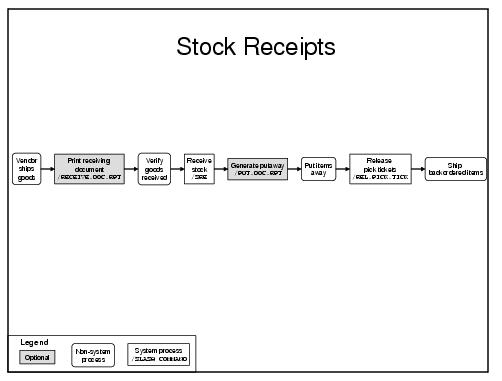 Stock Receipts
Vendor
ships
goods
Print receiving
document
/RECEIVE.DOC.RPT
Verify
goods
received
Receive
stock
/SRE
Generate putaway
/PUT.DOC.RPT
Put items
away
Release
pick tickets
/REL.PICK.TICK
Ship
backordered items
Legend
Optional
Non-system
process
System process
/SLASH COMMAND